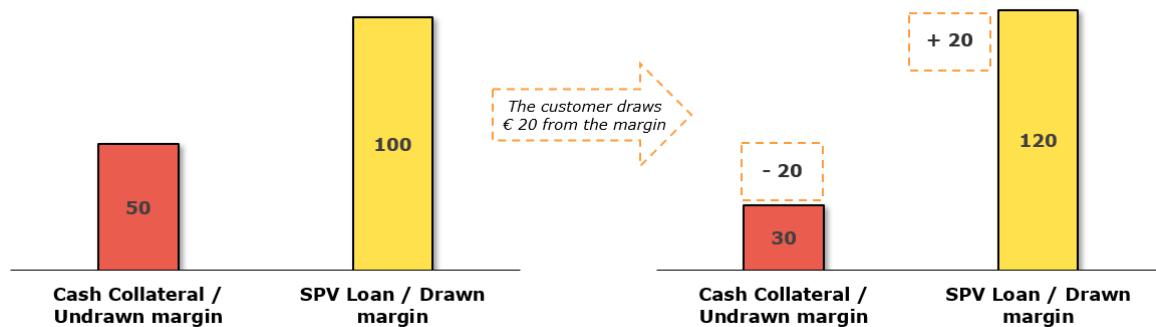 50
100
Cash Collateral /
Undrawn margin
SPV Loan / Drawn
margin
The customer draws
€ 20 from the margin
- 20
30
+ 20
120
Cash Collateral /
Undrawn margin
SPV Loan / Drawn
margin